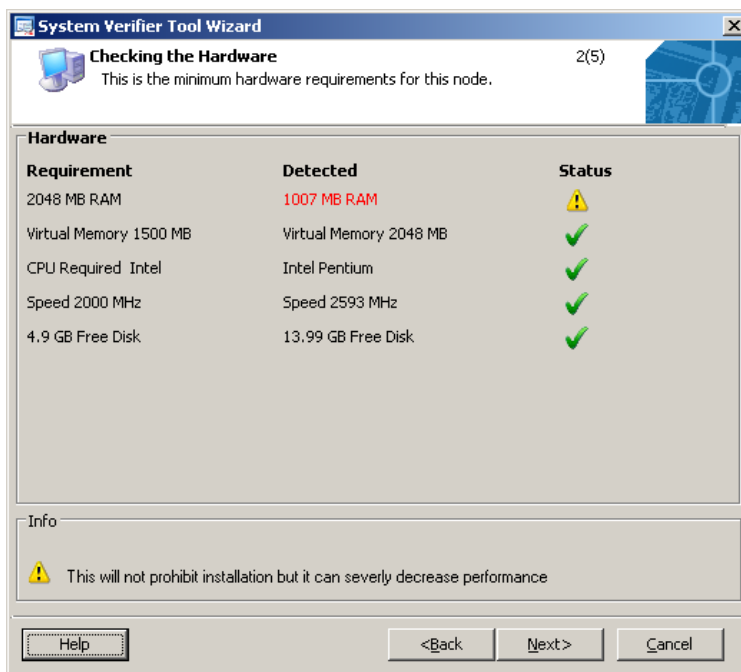 System Verifier Tool Wizard
Checking the Hardware 2(5)
This is the minimum hardware requirements for this node.
Hardware
Requirement Detected Status
2048 MB RAM 1007 MB RAM
Virtual Memory 1500 MB Virtual Memory 2048 MB
CPU Required Intel Intel Pentium
Speed 2000 MHz Speed 2593 MHz
4.9 GB Free Disk 13.99 GB Free Disk
Info
This will not prohibit installation but it can severly decrease performance
Help <Back Next> Cancel